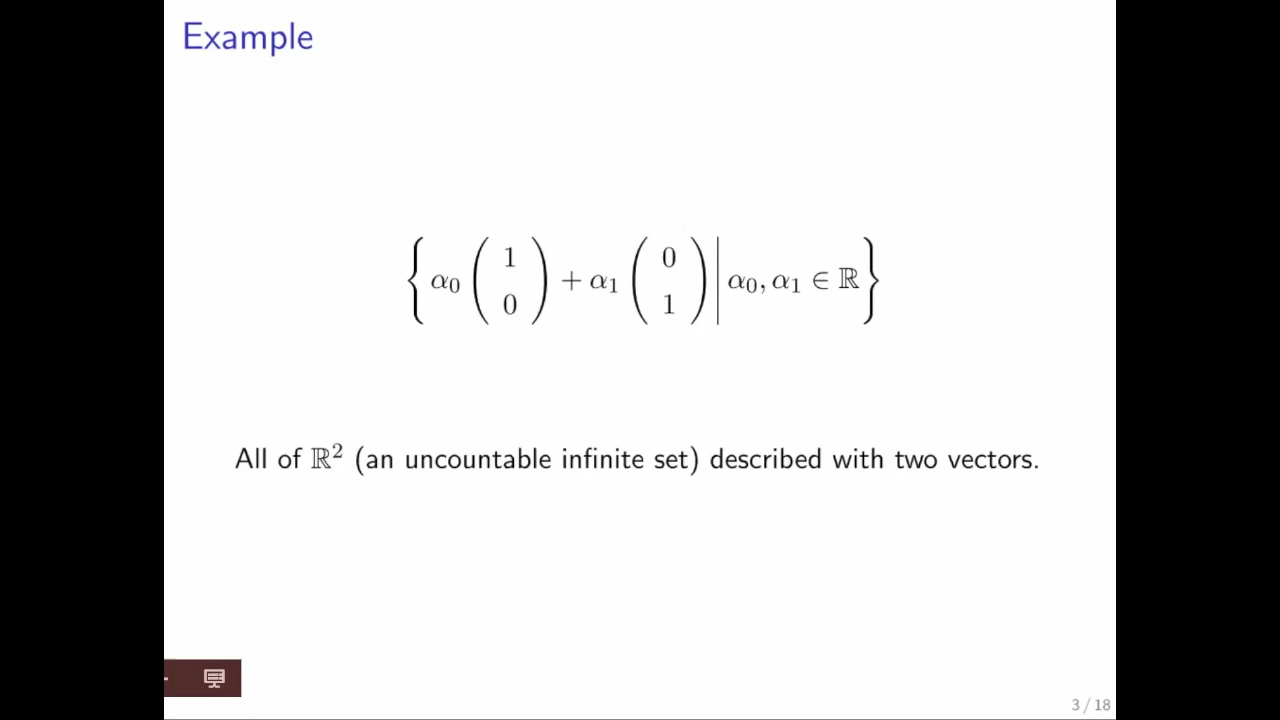 Example
{ α₀ ( 1 0 ) + α₁ ( 0 1 ) | α₀, α₁ ∈ ℝ }
All of ℝ² (an uncountable infinite set) described with two vectors.
3 / 18